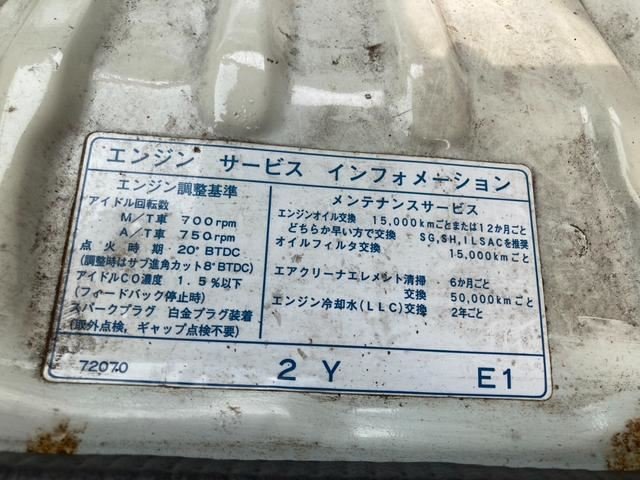 エンジン サービス インフォメーション
エンジン調整基準
アイドル回転数
M/T車 700rpm
A/T車 750rpm
点火時期 20°BTDC
(調整時はサブ進角カット8°BTDC)
アイドルCO濃度 1.5%以下
(フィードバック停止時)
スパークプラグ 白金プラグ装着
(取外点検，ギャップ点検不要)
メンテナンスサービス
エンジンオイル交換 15,000kmごとまたは12か月ごと
どちらか早い方で交換 SG,SH,ILSACを推奨
オイルフィルタ交換 15,000kmごと
エアクリーナエレメント清掃 6か月ごと
交換 50,000kmごと
エンジン冷却水(LLC)交換 2年ごと
72070
2Y
E1